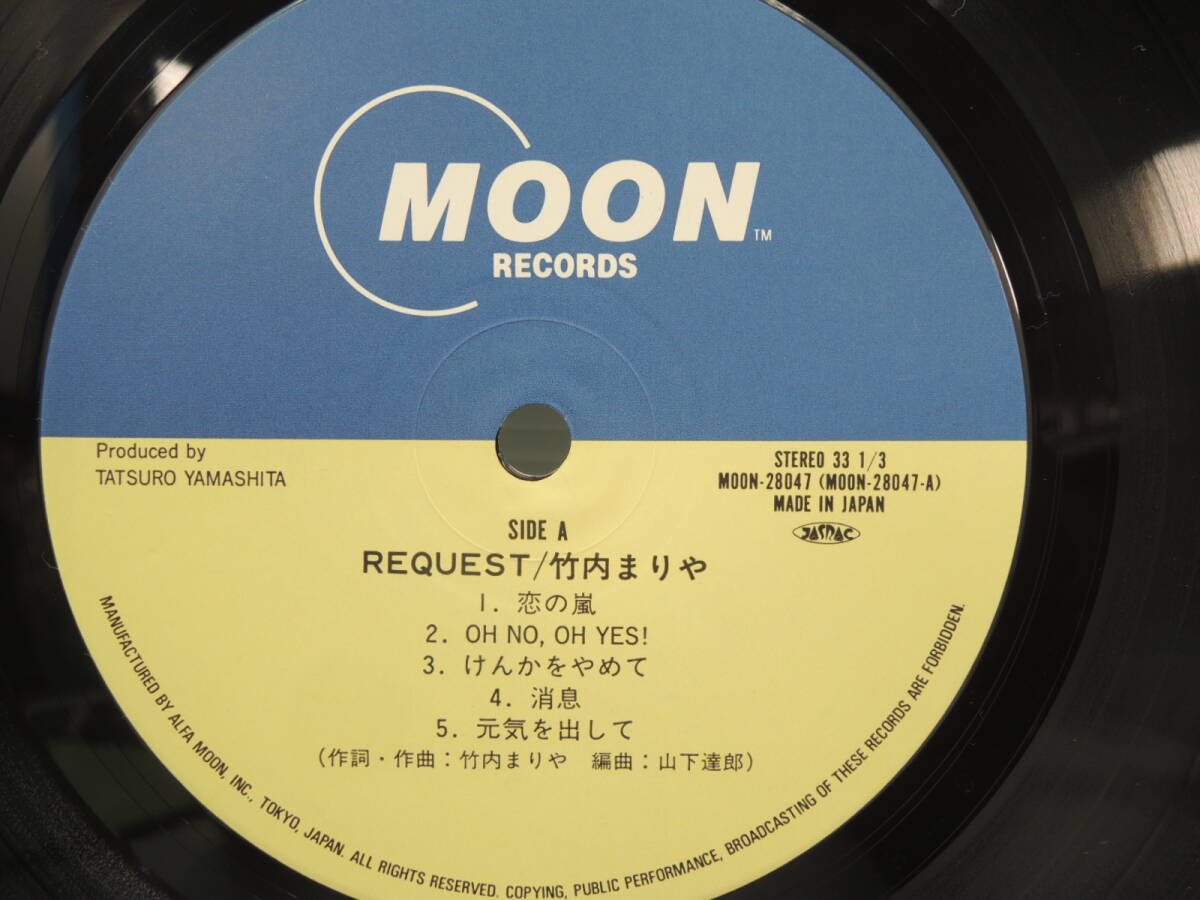 MOON™
RECORDS
Produced by
TATSURO YAMASHITA
STEREO 33 1/3
MOON-28047 (MOON-28047-A)
MADE IN JAPAN
JASRAC
SIDE A
REQUEST/竹内まりや
1. 恋の嵐
2. OH NO, OH YES!
3. けんかをやめて
4. 消息
5. 元気を出して
(作詞・作曲:竹内まりや 編曲:山下達郎)
MANUFACTURED BY ALFA MOON, INC., TOKYO, JAPAN. ALL RIGHTS RESERVED. COPYING, PUBLIC PERFORMANCE, BROADCASTING OF THESE RECORDS ARE FORBIDDEN.